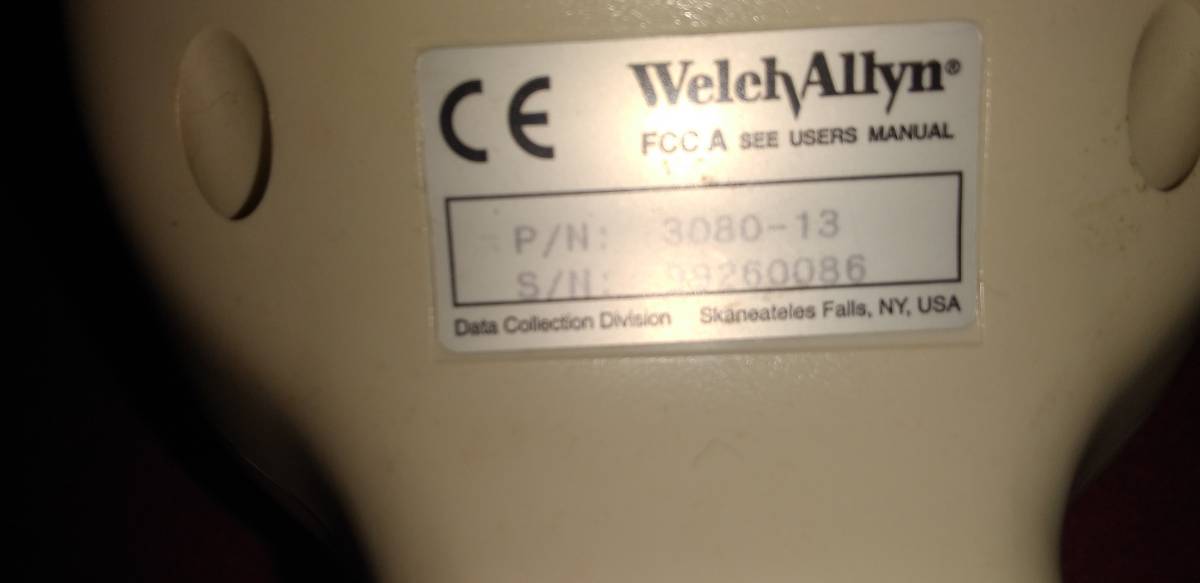 CE
WelchAllyn®
FCC A SEE USERS MANUAL
P/N: 3080-13
S/N:
Data Collection Division Skaneateles Falls, NY, USA